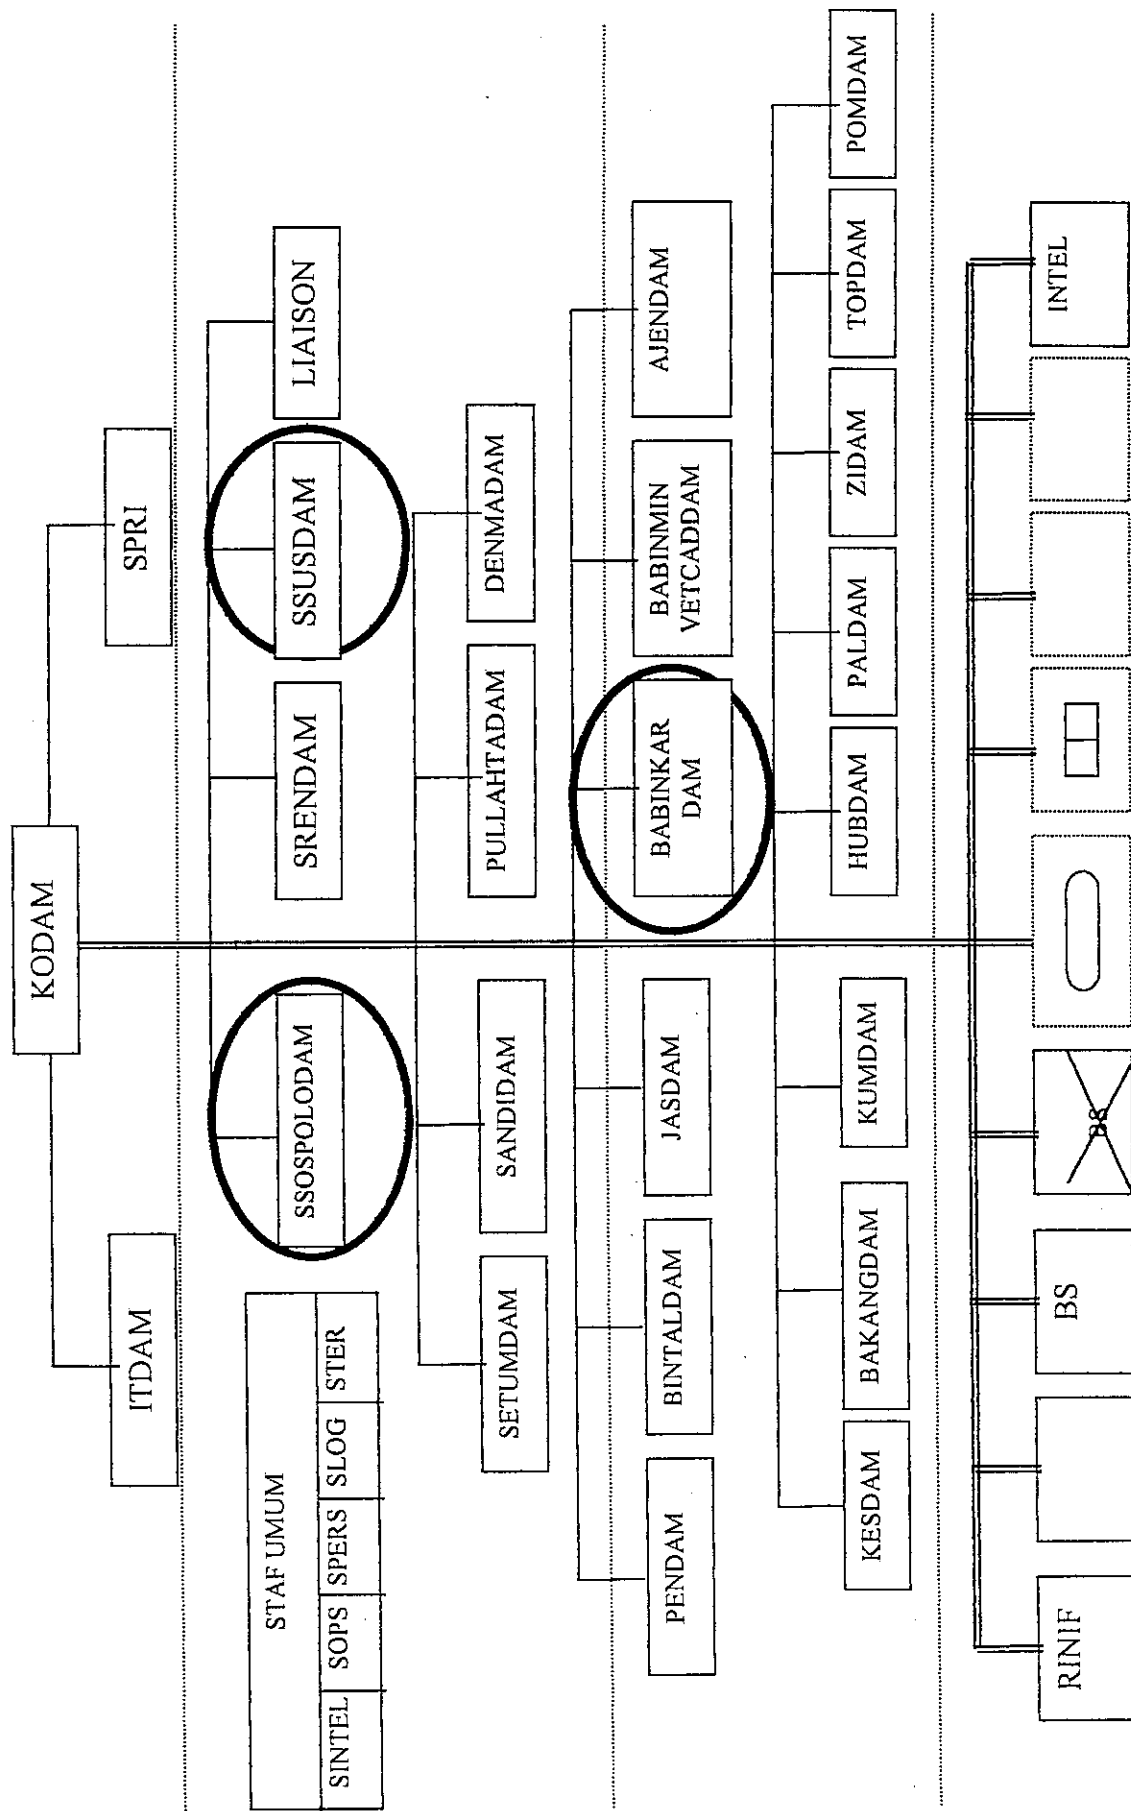 KODAM
ITDAM
SPRI
STAF UMUM
SINTEL
SOPS
SPERS
SLOG
STER
SSOSPOLODAM
SRENDAM
SSUSDAM
LIAISON
SETUMDAM
SANDIDAM
PULLAHTADAM
DENMADAM
PENDAM
BINTALDAM
JASDAM
BABINKAR
DAM
BABINMIN
VETCADDAM
AJENDAM
KESDAM
BAKANGDAM
KUMDAM
HUBDAM
PALDAM
ZIDAM
TOPDAM
POMDAM
RINIF
BS
BS
INTEL